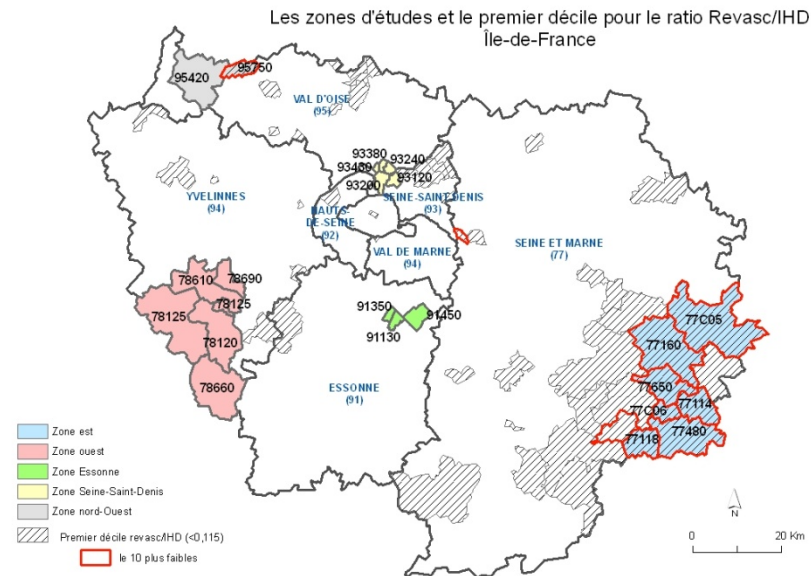 Les zones d'études et le premier décile pour le ratio Revasc/IHD
Île-de-France
95420
95750
VAL D'OISE
(95)
93380
93240
93430
93120
93200
YVELINNES
(94)
HAUTS-
DE-SEINE
(92)
SEINE-SAINT-DENIS
(93)
VAL DE MARNE
(94)
SEINE ET MARNE
(77)
78610
78690
78125
78125
78120
78660
91350
91450
91130
ESSONNE
(91)
77C05
77160
77650
77C06
77114
77118
77480
Zone est
Zone ouest
Zone Essonne
Zone Seine-Saint-Denis
Zone nord-Ouest
Premier décile revasc/IHD (<0,115)
le 10 plus faibles
N
0 20 Km